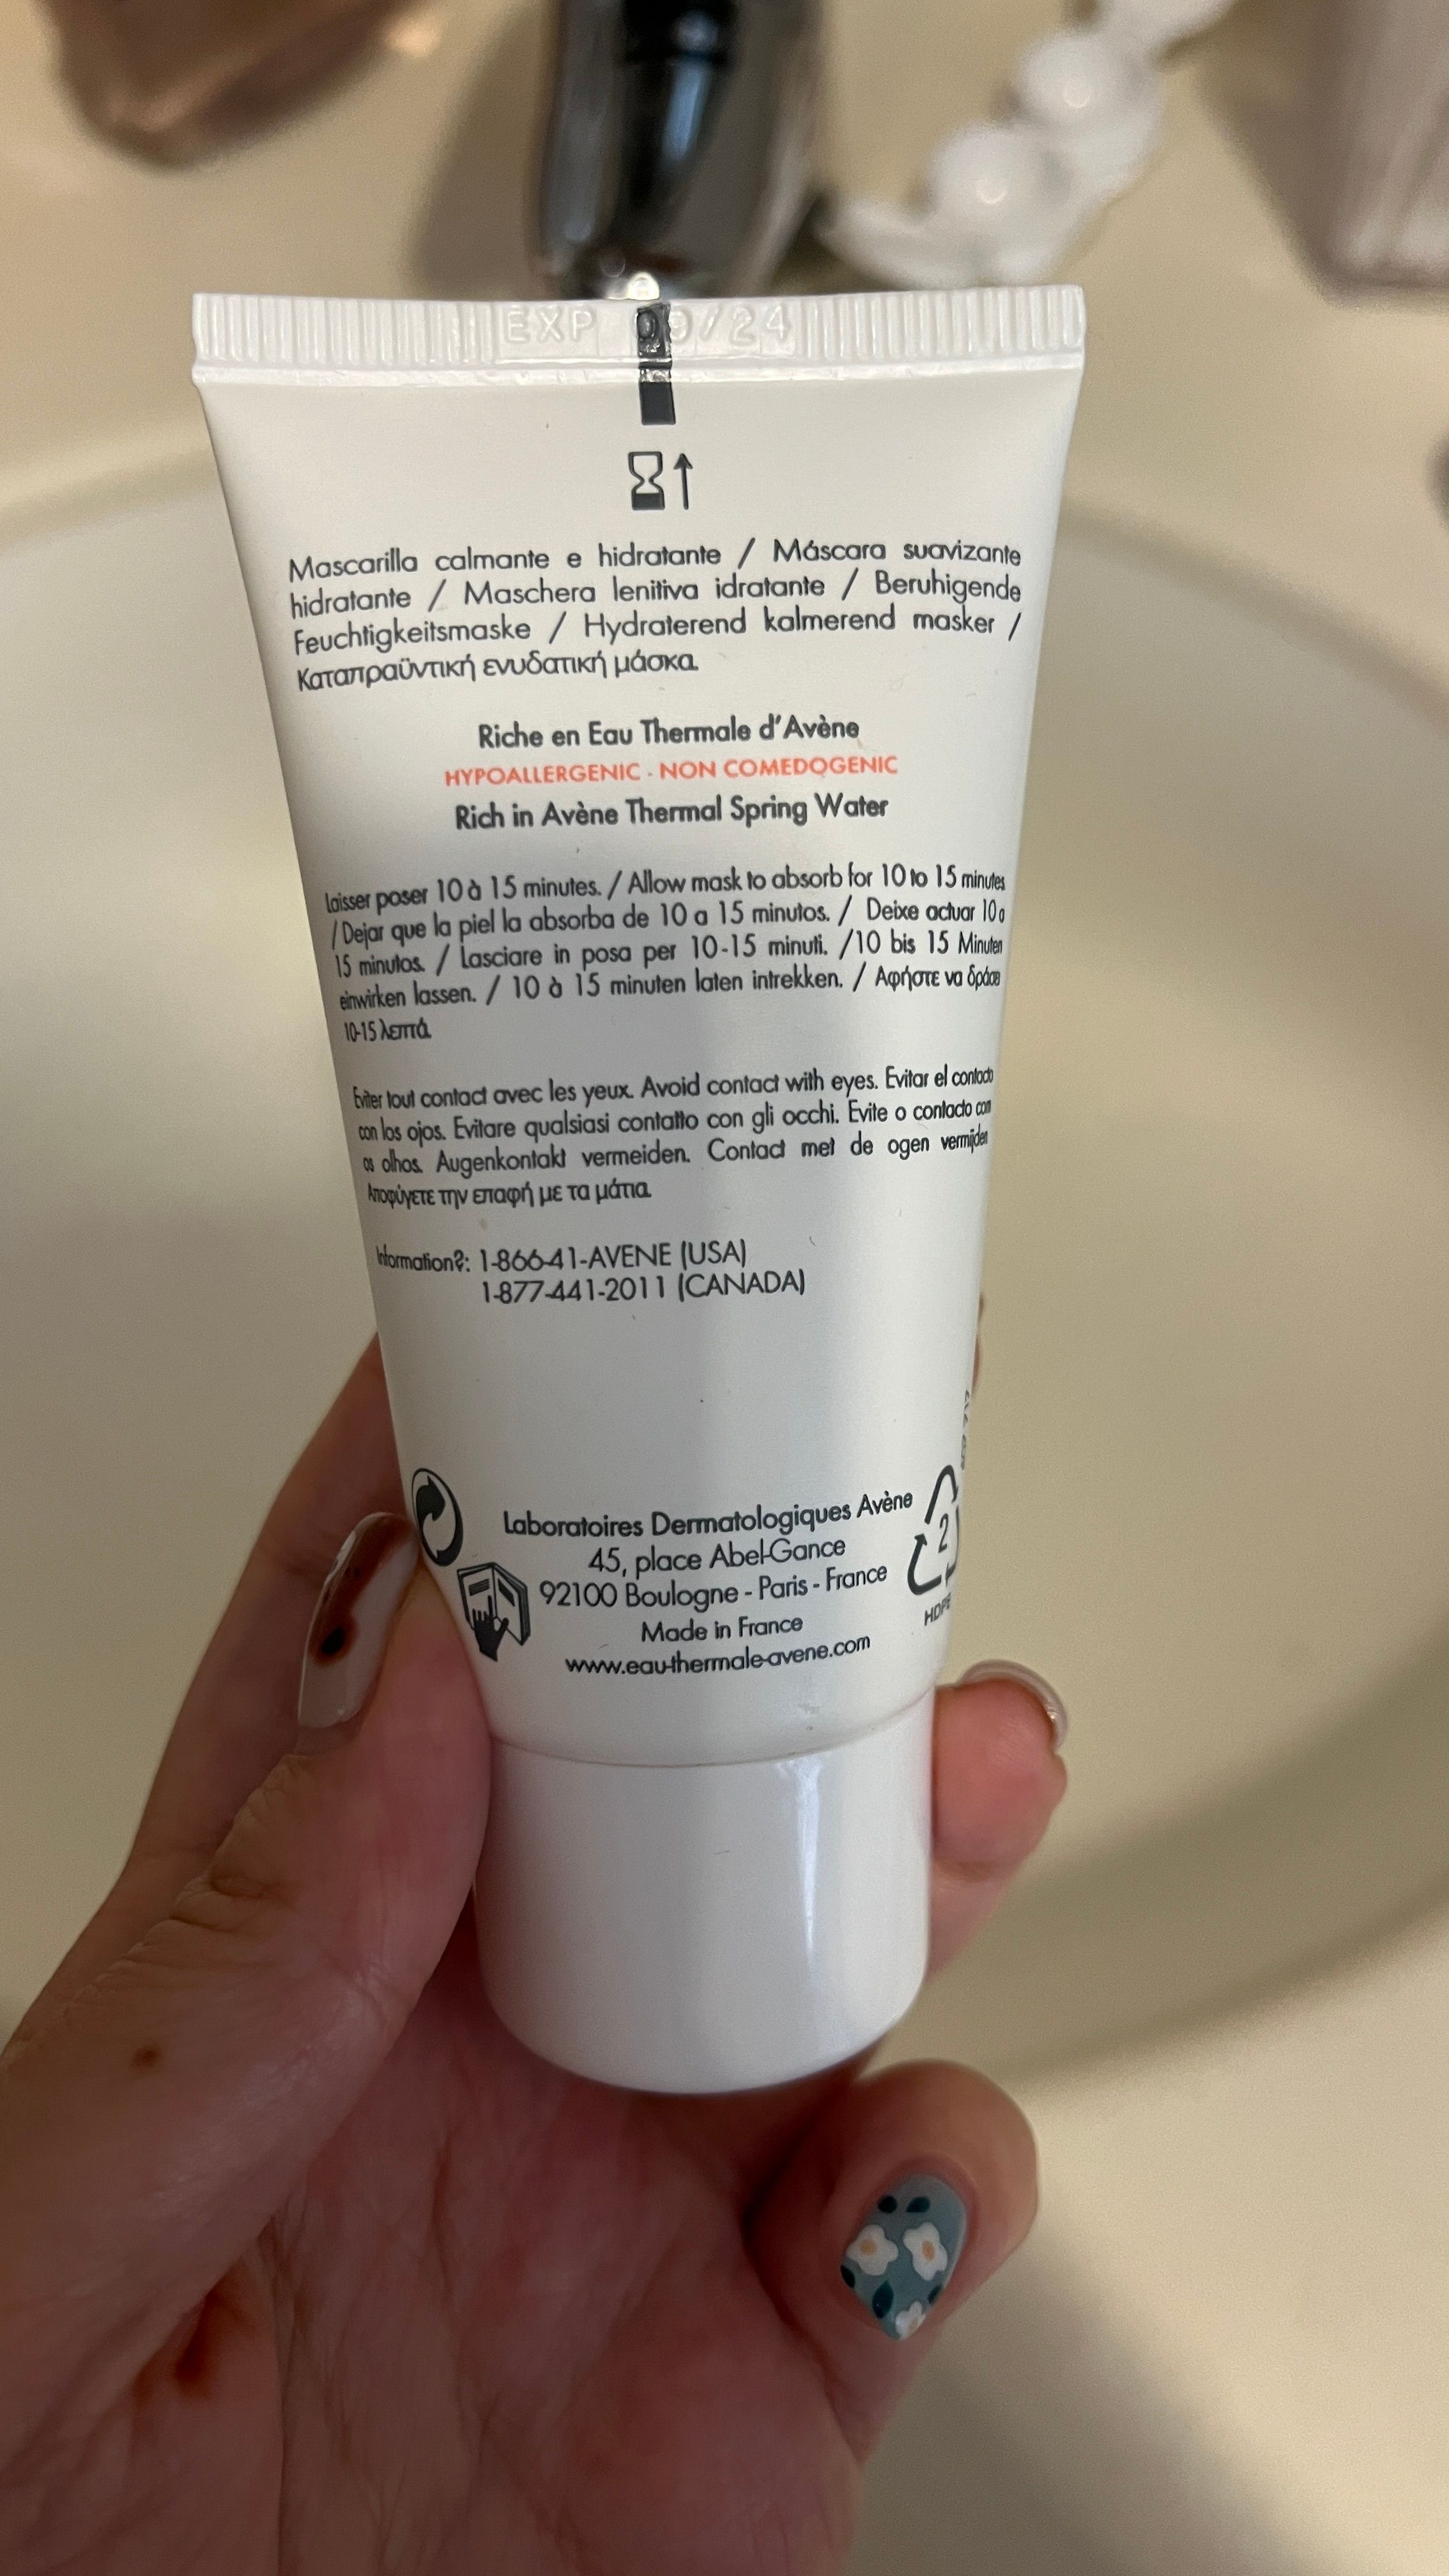 EXP 09/24
Mascarilla calmante e hidratante / Máscara suavizante
hidratante / Maschera lenitiva idratante / Beruhigende
Feuchtigkeitsmaske / Hydraterend kalmerend masker /
Καταπραϋντική ενυδατική μάσκα.
Riche en Eau Thermale d'Avène
HYPOALLERGENIC - NON COMEDOGENIC
Rich in Avène Thermal Spring Water
Laisser poser 10 à 15 minutes. / Allow mask to absorb for 10 to 15 minutes
/ Dejar que la piel la absorba de 10 a 15 minutos. / Deixe actuar 10 a
15 minutos. / Lasciare in posa per 10-15 minuti. /10 bis 15 Minuten
einwirken lassen. / 10 à 15 minuten laten intrekken. / Αφήστε να δράσει
10-15 λεπτά.
Eviter tout contact avec les yeux. Avoid contact with eyes. Evitar el contacto
con los ojos. Evitare qualsiasi contatto con gli occhi. Evite o contacto com
os olhos. Augenkontakt vermeiden. Contact met de ogen vermijden
Αποφύγετε την επαφή με τα μάτια.
Information?: 1-866-41-AVENE (USA)
1-877-441-2011 (CANADA)
Laboratoires Dermatologiques Avène
45, place Abel-Gance
92100 Boulogne - Paris - France
Made in France
www.eau-thermale-avene.com
2
HDPE